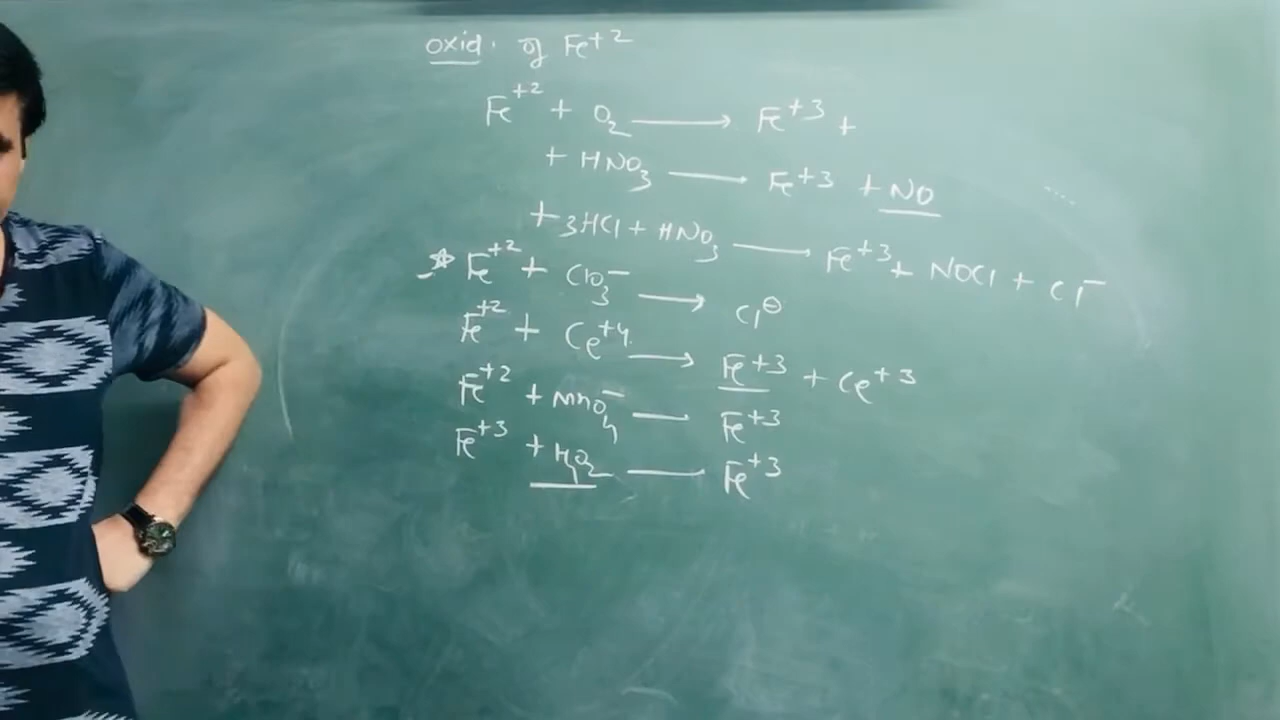 oxid. of Fe+2
Fe+2 + O2 ⟶ Fe+3 +
+ HNO3 ⟶ Fe+3 + NO
+ 3HCl + HNO3 ⟶ Fe+3 + NOCl + Cl-
☆ Fe+2 + ClO3- ⟶ Cl⊖
Fe+2 + Ce+4 ⟶ Fe+3 + Ce+3
Fe+2 + MnO4- ⟶ Fe+3
Fe+3 + H2O2 ⟶ Fe+3